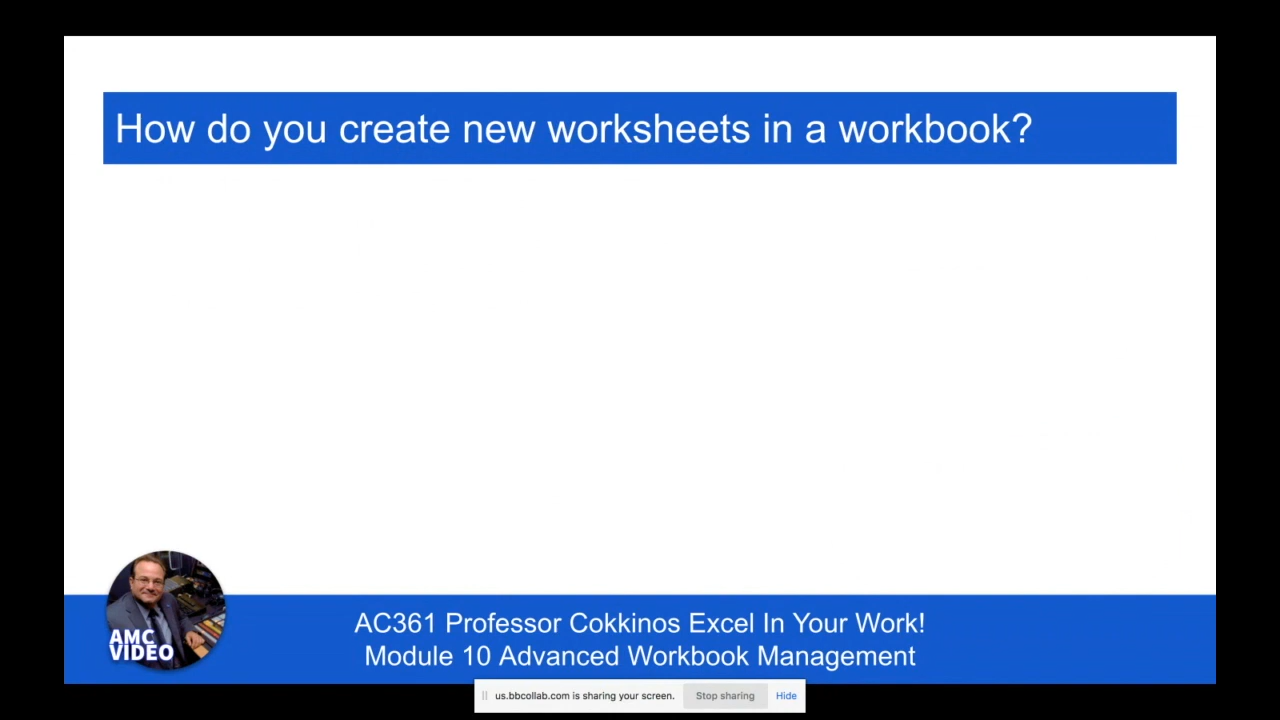 How do you create new worksheets in a workbook?
AMC
VIDEO
AC361 Professor Cokkinos Excel In Your Work!
Module 10 Advanced Workbook Management
us.bbcollab.com is sharing your screen. Stop sharing Hide